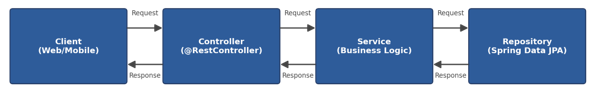 Request
Request
Request
Client
(Web/Mobile)
Controller
(@RestController)
Service
(Business Logic)
Repository
(Spring Data JPA)
Response
Response
Response